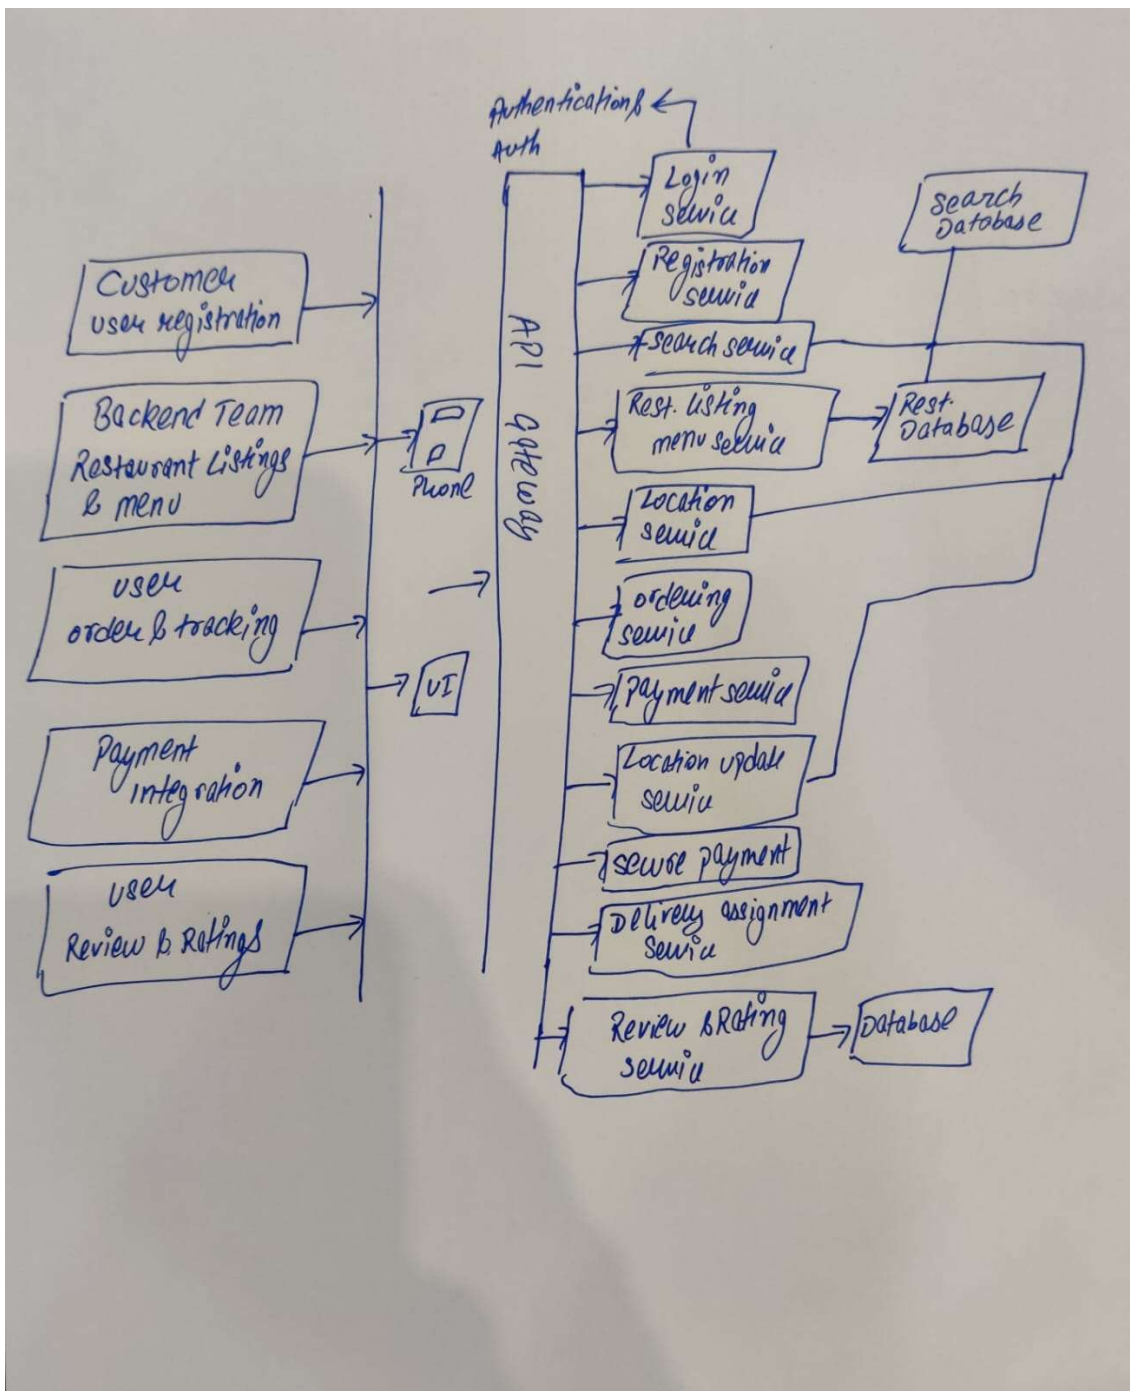 Authentication &
Auth
Login
service
Search
Database
Registration
service
Customer
user registration
API Gateway
Search service
Backend Team
Restaurant Listings
& menu
Phone
Rest. Listing
menu service
Rest.
Database
Location
service
user
order & tracking
ordering
service
UI
Payment service
Payment
integration
Location update
service
secure payment
user
Review & Ratings
Delivery assignment
service
Review & Rating
service
Database